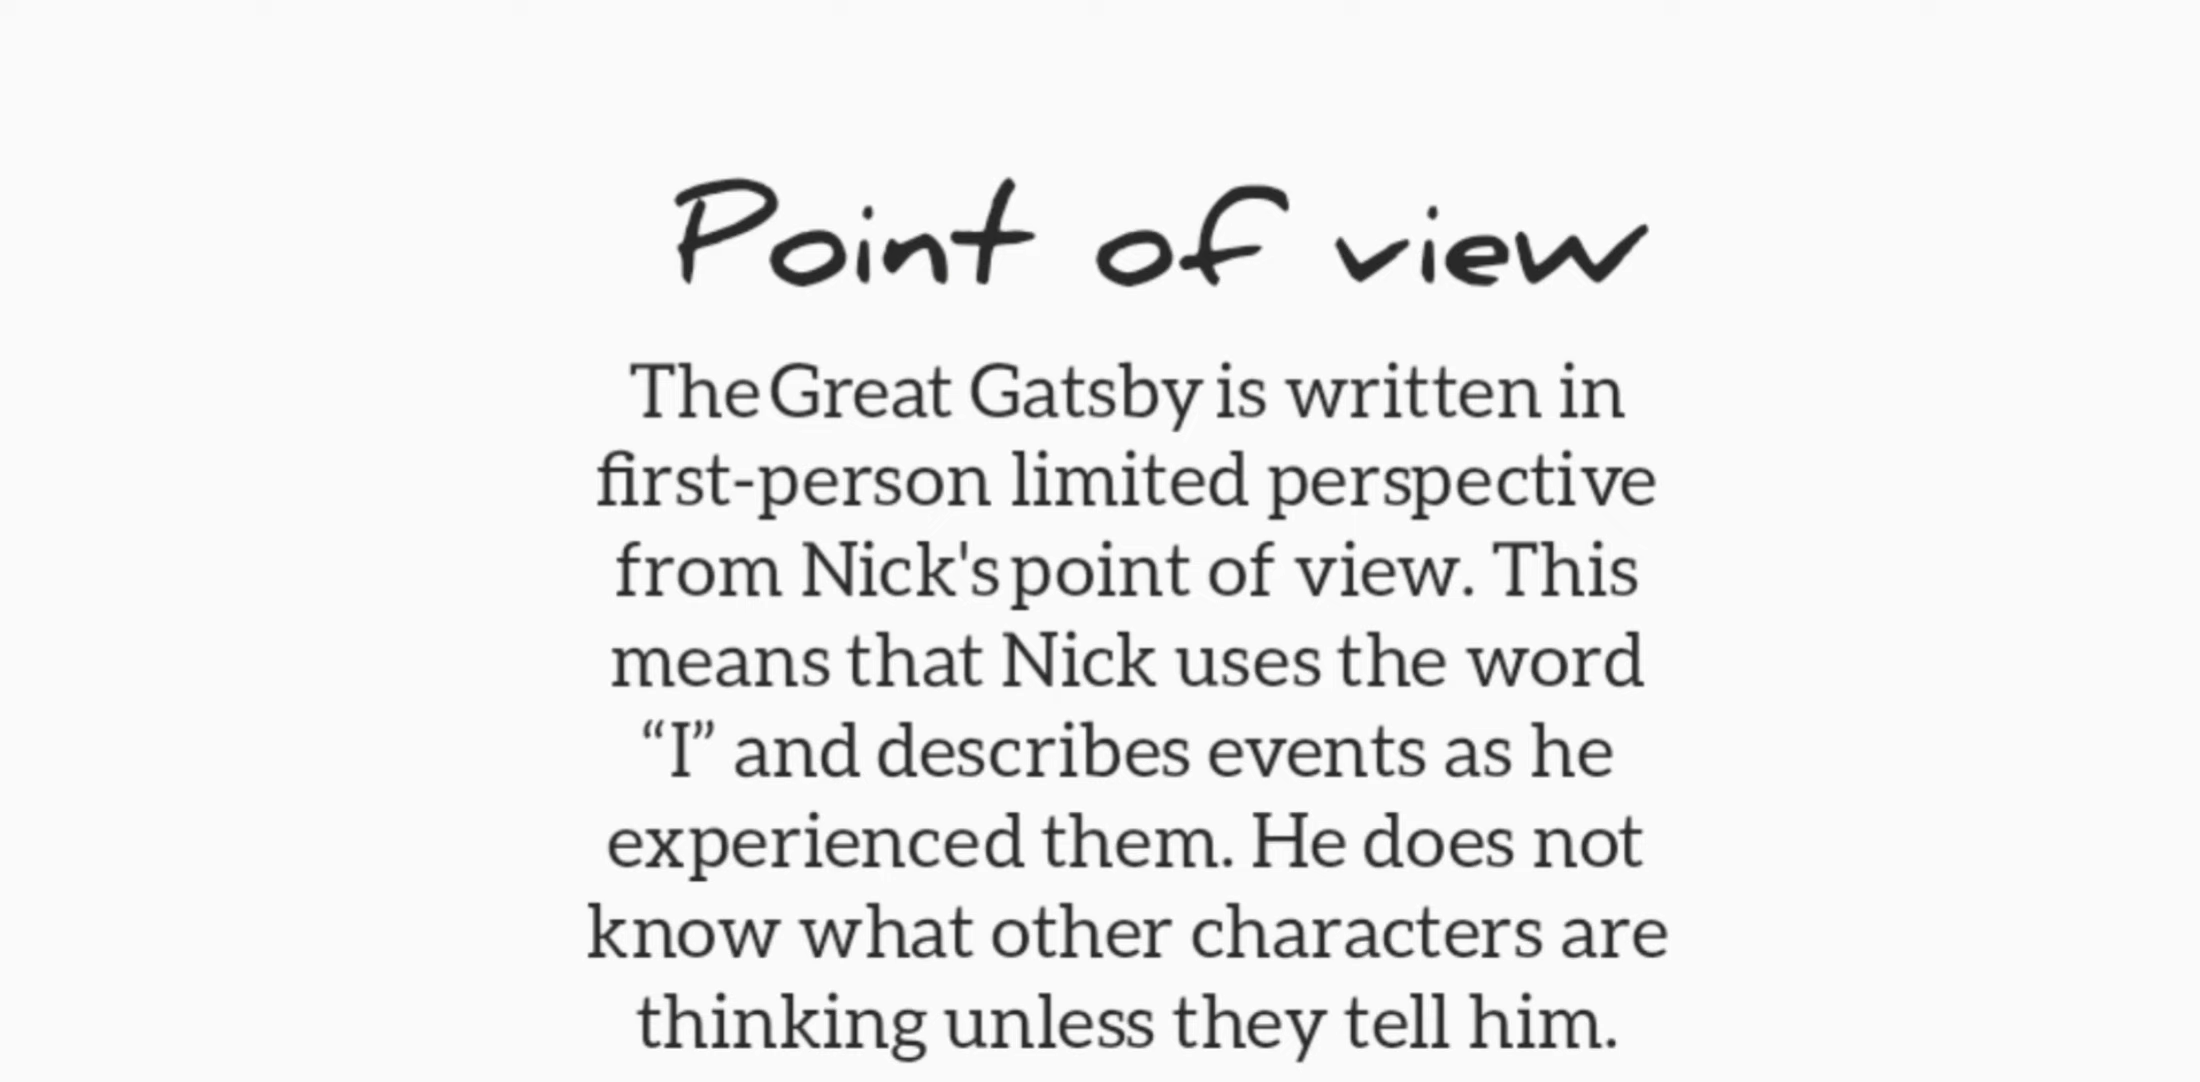 Point of view
The Great Gatsby is written in
first-person limited perspective
from Nick's point of view. This
means that Nick uses the word
“I” and describes events as he
experienced them. He does not
know what other characters are
thinking unless they tell him.